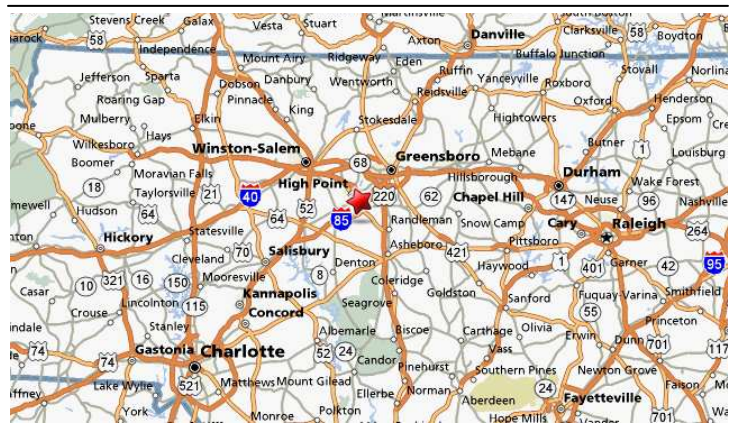 Stevens Creek Galax Vesta Stuart Martinsville Clarksville 58 Boydton
58 Axton Danville
Independence Mount Airy Ridgeway Eden Buffalo Junction
Jefferson Sparta Dobson Danbury Wentworth Ruffin Yanceyville Roxboro Stovall Norlina
Roaring Gap Pinnacle Reidsville Oxford Henderson
Mulberry Elkin King Hightowers Epsom
Hays Stokesdale Butner 1
Wilkesboro Winston-Salem Greensboro Mebane Louisburg
Boomer 68 Durham
Moravian Falls High Point Hillsborough Wake Forest
18 Taylorsville 21 40 220 62 Chapel Hill 147 Neuse 96 Nashville
Hudson 64 52 85 Randleman Snow Camp Cary Raleigh
Statesville 64 264
Hickory 70 Salisbury Asheboro 421 Pittsboro
Cleveland Denton Haywood 1 401 Garner 42 95
10 321 16 150 Mooresville 8 Coleridge
Casar Kannapolis Goldston Sanford Fuquay-Varina Smithfield
Crouse Lincolnton 115 Concord Seagrove 55
Stanley Albemarle Biscoe Carthage Olivia Erwin Princeton
74 74 Gastonia Charlotte 52 24 Candor Vass Dunn 701 117
521 Pinehurst Southern Pines Newton Grove
Lake Wylie Matthews Mount Gilead Norman 24 Faison
York Ellerbe Aberdeen Fayetteville
Monroe Polkton Hope Mills Vander 701